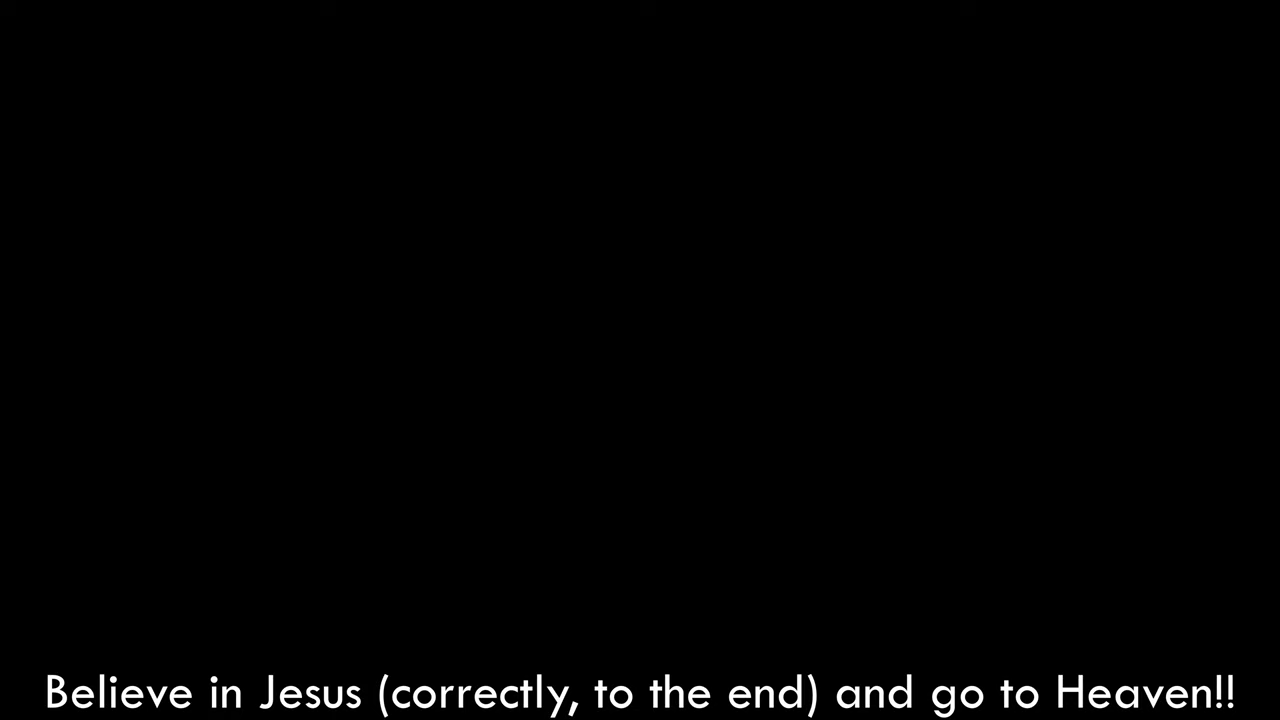 Believe in Jesus (correctly, to the end) and go to Heaven!!